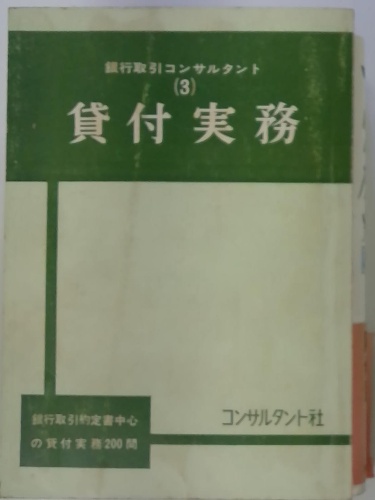 銀行取引コンサルタント
(3)
貸付実務
銀行取引約定書中心
の貸付実務200問
コンサルタント社